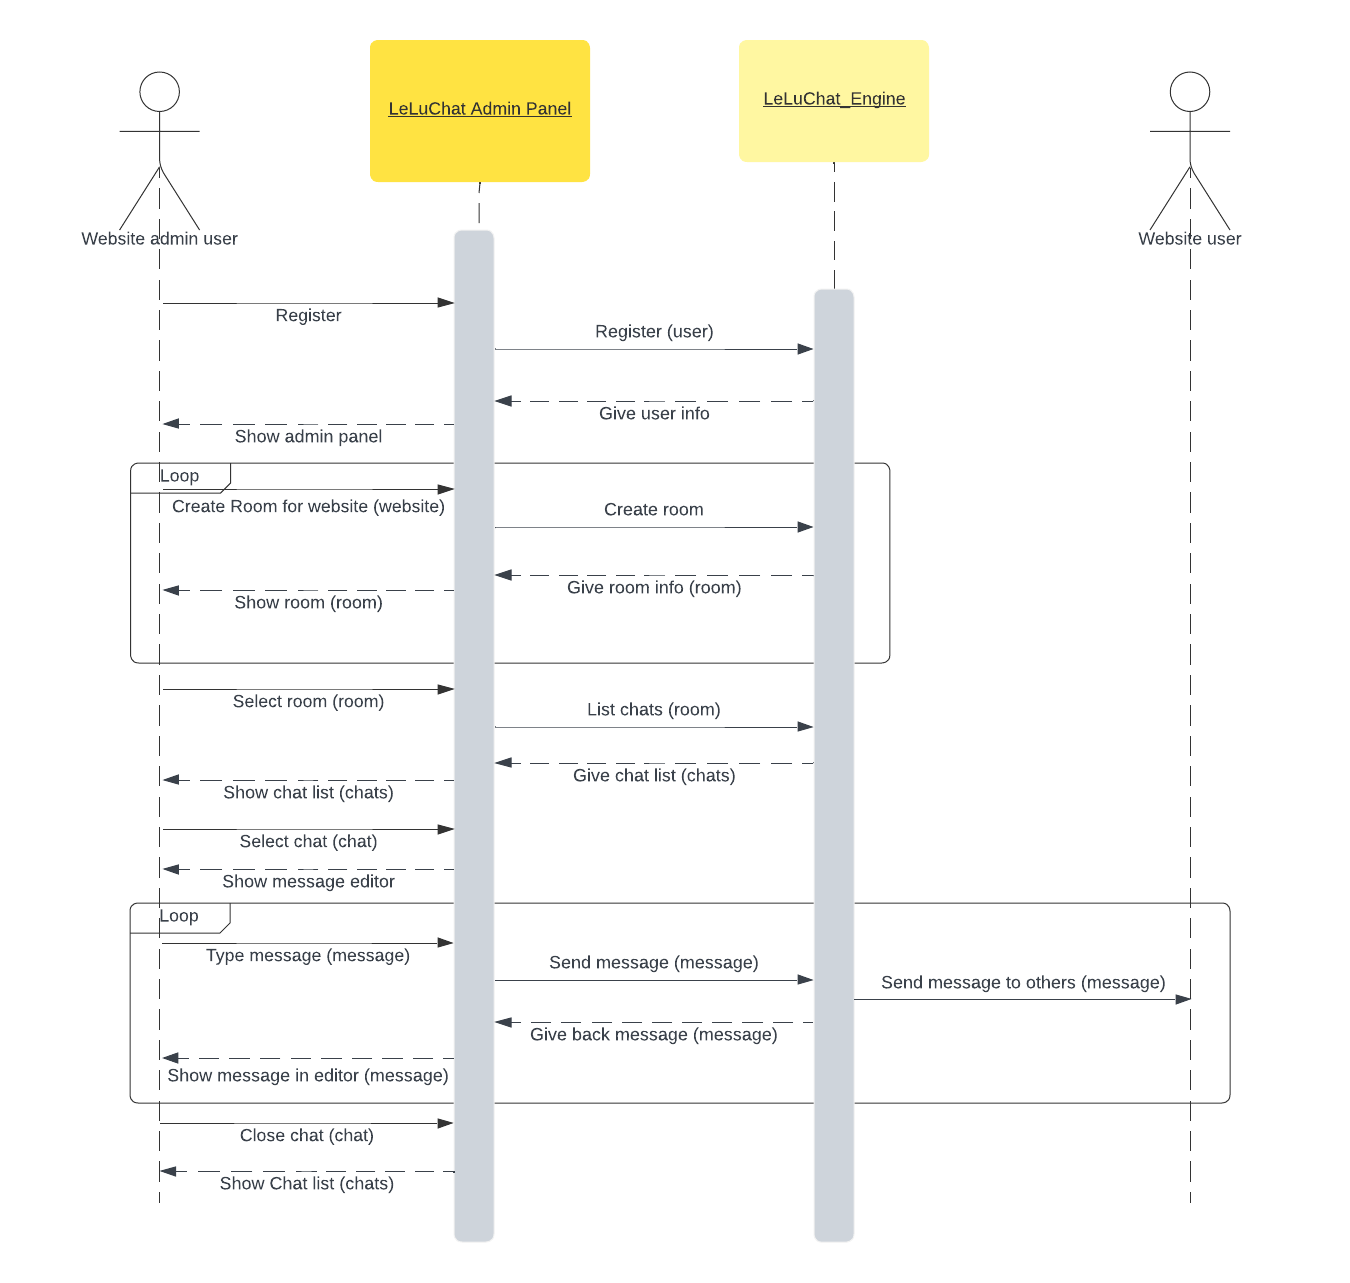 LeLuChat Admin Panel
LeLuChat_Engine
Website admin user
Website user
Register
Register (user)
Give user info
Show admin panel
Loop
Create Room for website (website)
Create room
Give room info (room)
Show room (room)
Select room (room)
List chats (room)
Give chat list (chats)
Show chat list (chats)
Select chat (chat)
Show message editor
Loop
Type message (message)
Send message (message)
Send message to others (message)
Give back message (message)
Show message in editor (message)
Close chat (chat)
Show Chat list (chats)